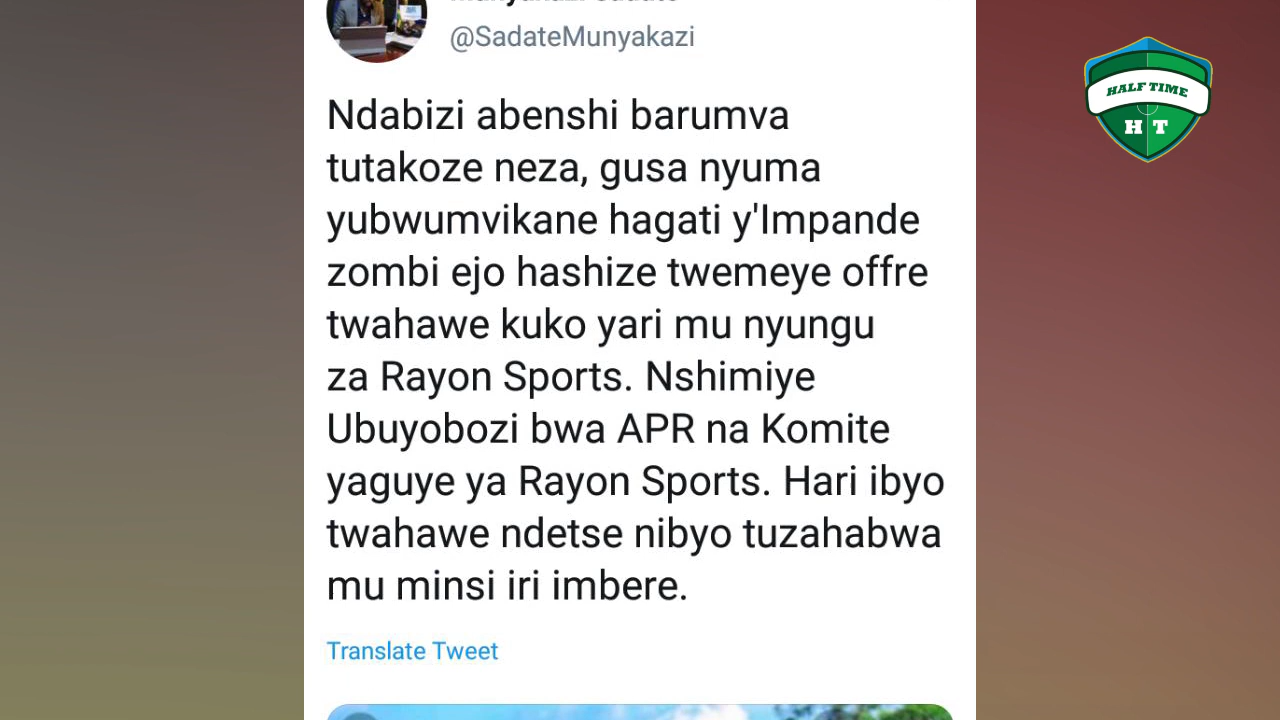 @SadateMunyakazi
Ndabizi abenshi barumva
tutakoze neza, gusa nyuma
yubwumvikane hagati y'Impande
zombi ejo hashize twemeye offre
twahawe kuko yari mu nyungu
za Rayon Sports. Nshimiye
Ubuyobozi bwa APR na Komite
yaguye ya Rayon Sports. Hari ibyo
twahawe ndetse nibyo tuzahabwa
mu minsi iri imbere.
Translate Tweet
HALF TIME
H T